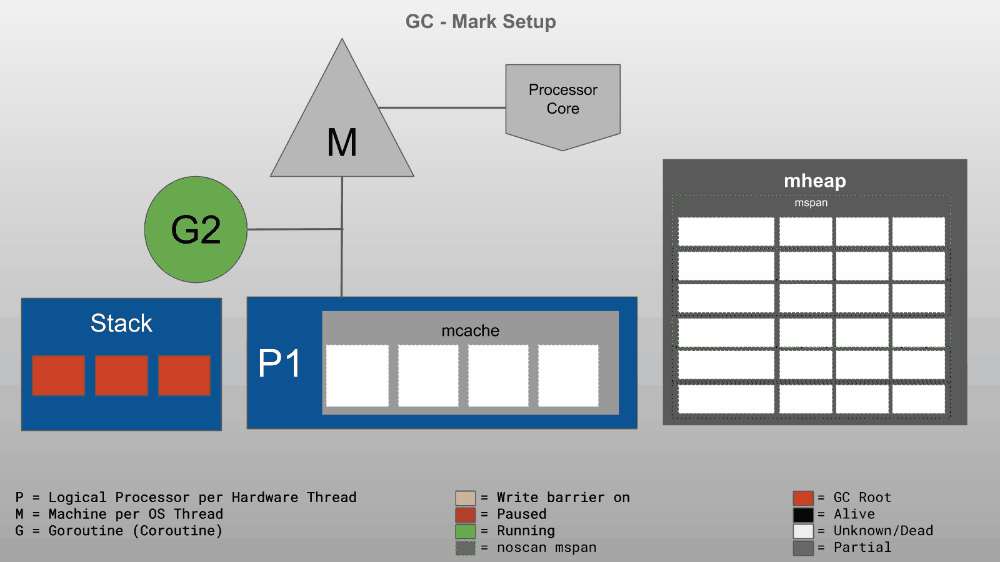 GC - Mark Setup
Processor
Core
M
mheap
mspan
G2
Stack
mcache
P1
P = Logical Processor per Hardware Thread
M = Machine per OS Thread
G = Goroutine (Coroutine)
= Write barrier on
= Paused
= Running
= noscan mspan
= GC Root
= Alive
= Unknown/Dead
= Partial